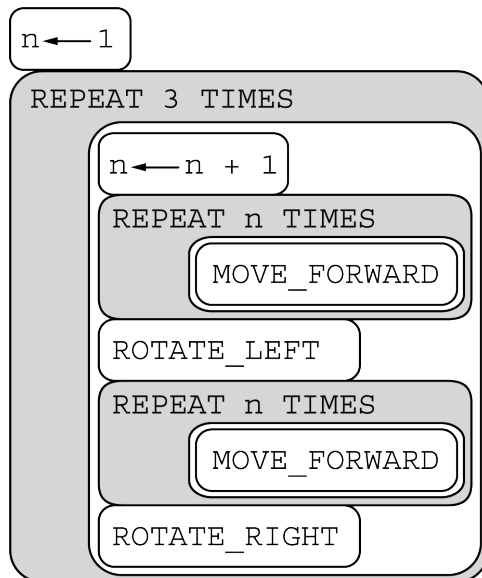 n ← 1
REPEAT 3 TIMES
n ← n + 1
REPEAT n TIMES
MOVE_FORWARD
ROTATE_LEFT
REPEAT n TIMES
MOVE_FORWARD
ROTATE_RIGHT